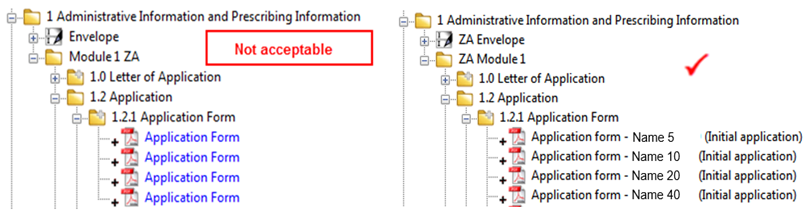 1 Administrative Information and Prescribing Information
Envelope
Not acceptable
Module 1 ZA
1.0 Letter of Application
1.2 Application
1.2.1 Application Form
Application Form
Application Form
Application Form
Application Form
1 Administrative Information and Prescribing Information
ZA Envelope
ZA Module 1
1.0 Letter of Application
1.2 Application
1.2.1 Application Form
Application form - Name 5 (Initial application)
Application form - Name 10 (Initial application)
Application form - Name 20 (Initial application)
Application form - Name 40 (Initial application)